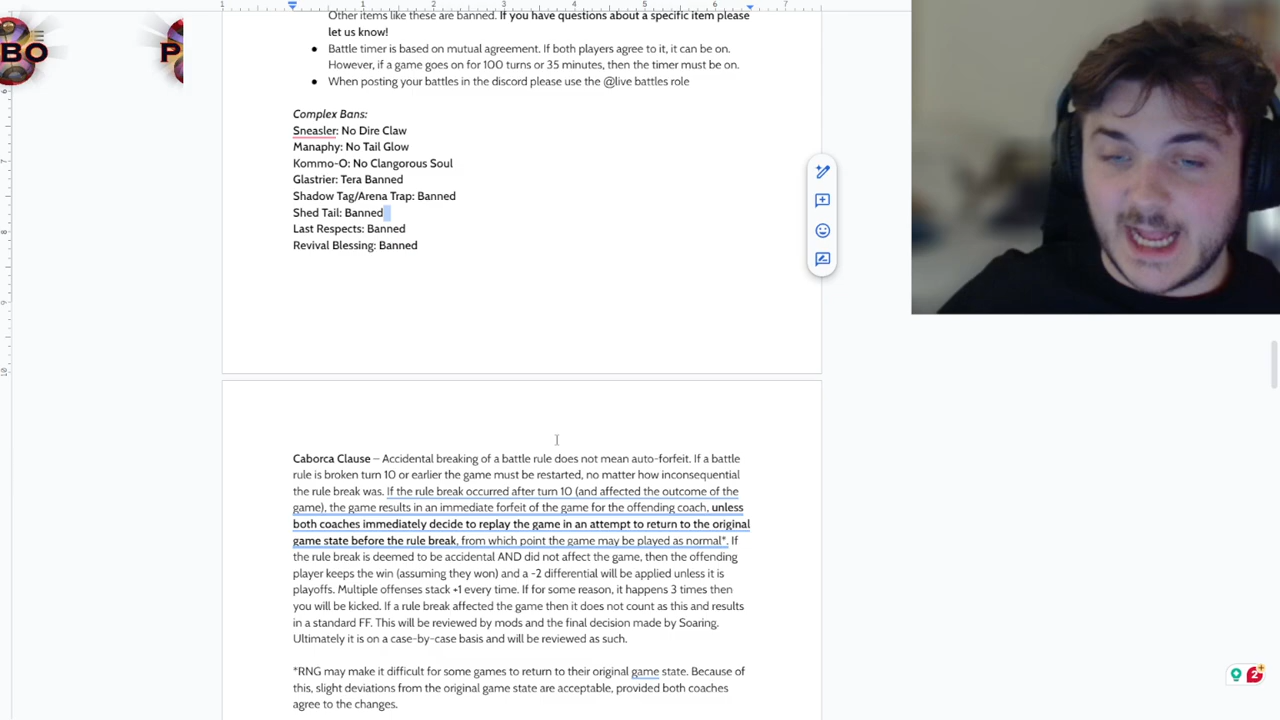 1 1 2 3 4 5 6 7
BO
P
Other items like these are banned. If you have questions about a specific item please
let us know!
● Battle timer is based on mutual agreement. If both players agree to it, it can be on.
However, if a game goes on for 100 turns or 35 minutes, then the timer must be on.
● When posting your battles in the discord please use the @live battles role
Complex Bans:
Sneasler: No Dire Claw
Manaphy: No Tail Glow
Kommo-O: No Clangorous Soul
Glastrier: Tera Banned
Shadow Tag/Arena Trap: Banned
Shed Tail: Banned
Last Respects: Banned
Revival Blessing: Banned
Caborca Clause – Accidental breaking of a battle rule does not mean auto-forfeit. If a battle
rule is broken turn 10 or earlier the game must be restarted, no matter how inconsequential
the rule break was. If the rule break occurred after turn 10 (and affected the outcome of the
game), the game results in an immediate forfeit of the game for the offending coach, unless
both coaches immediately decide to replay the game in an attempt to return to the original
game state before the rule break, from which point the game may be played as normal*. If
the rule break is deemed to be accidental AND did not affect the game, then the offending
player keeps the win (assuming they won) and a -2 differential will be applied unless it is
playoffs. Multiple offenses stack +1 every time. If for some reason, it happens 3 times then
you will be kicked. If a rule break affected the game then it does not count as this and results
in a standard FF. This will be reviewed by mods and the final decision made by Soaring.
Ultimately it is on a case-by-case basis and will be reviewed as such.
*RNG may make it difficult for some games to return to their original game state. Because of
this, slight deviations from the original game state are acceptable, provided both coaches
agree to the changes.
2